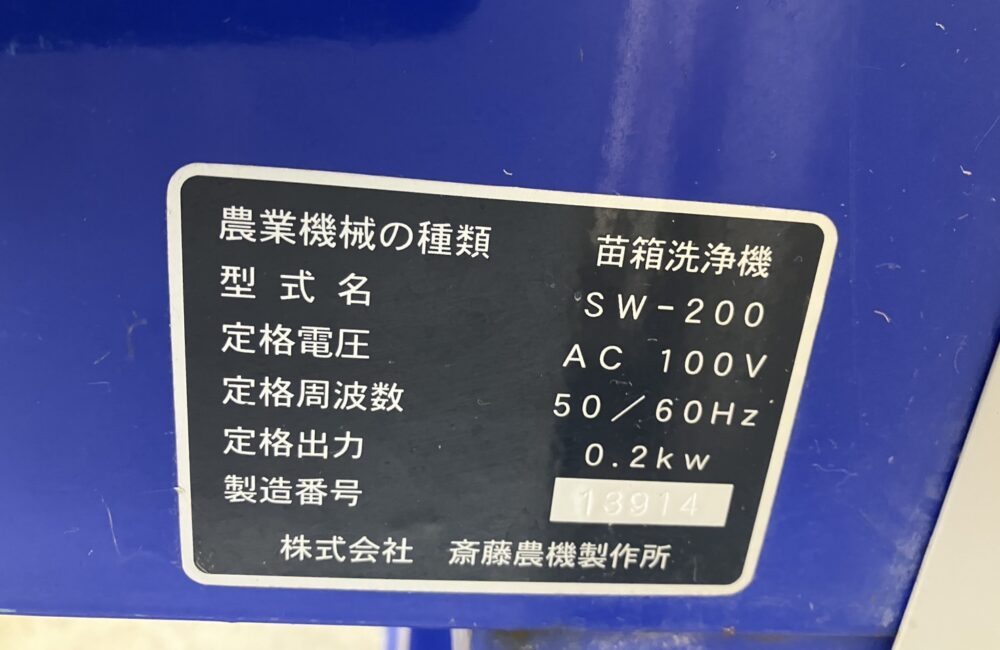 農業機械の種類 苗箱洗浄機
型式名 SW-200
定格電圧 AC 100V
定格周波数 50/60Hz
定格出力 0.2kw
製造番号 13914
株式会社 斎藤農機製作所